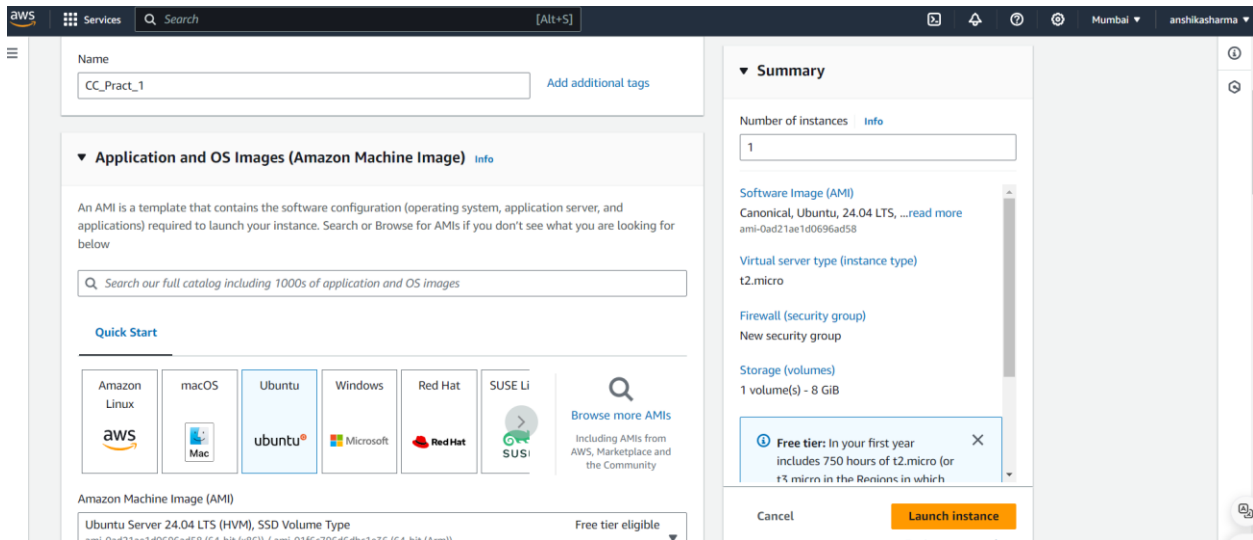 aws
Services
Search
[Alt+S]
Mumbai
anshikasharma
Name
CC_Pract_1
Add additional tags
Application and OS Images (Amazon Machine Image) Info
An AMI is a template that contains the software configuration (operating system, application server, and
applications) required to launch your instance. Search or Browse for AMIs if you don't see what you are looking for
below
Search our full catalog including 1000s of application and OS images
Quick Start
Amazon
Linux
aws
macOS
Mac
Ubuntu
ubuntu
Windows
Microsoft
Red Hat
Red Hat
SUSE Li
SUS
Browse more AMIs
Including AMIs from
AWS, Marketplace and
the Community
Amazon Machine Image (AMI)
Ubuntu Server 24.04 LTS (HVM), SSD Volume Type
Free tier eligible
Summary
Number of instances Info
1
Software Image (AMI)
Canonical, Ubuntu, 24.04 LTS, ...read more
ami-0ad21ae1d0696ad58
Virtual server type (instance type)
t2.micro
Firewall (security group)
New security group
Storage (volumes)
1 volume(s) - 8 GiB
Free tier: In your first year
includes 750 hours of t2.micro (or
t3.micro in the Regions in which
Cancel
Launch instance